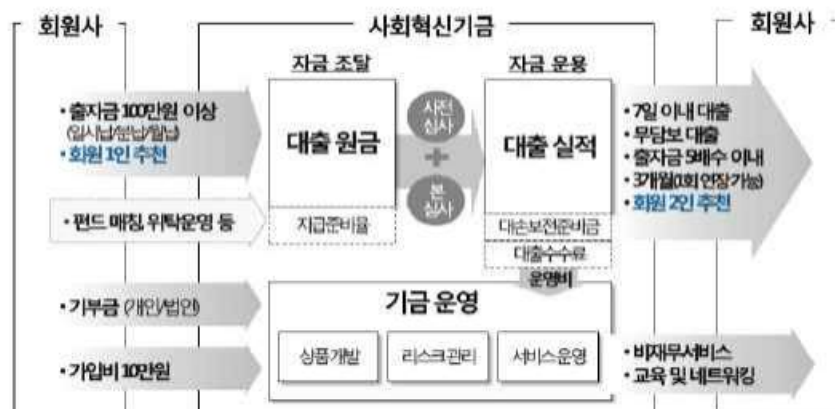 회원사
사회혁신기금
회원사
자금 조달
자금 운용
• 출자금 100만원 이상
(일시납/분납/월납)
• 회원 1인 추천
대출 원금
사전
심사
+
본
심사
대출 실적
• 7일 이내 대출
• 무담보 대출
• 출자금 5배수 이내
• 3개월(1회 연장 가능)
• 회원 2인 추천
• 펀드 매칭, 위탁운영 등
지급준비율
대손보전준비금
대출수수료
운영비
• 기부금 (개인/법인)
기금 운영
• 가입비 10만원
상품개발
리스크관리
서비스운영
• 비재무서비스
• 교육 및 네트워킹